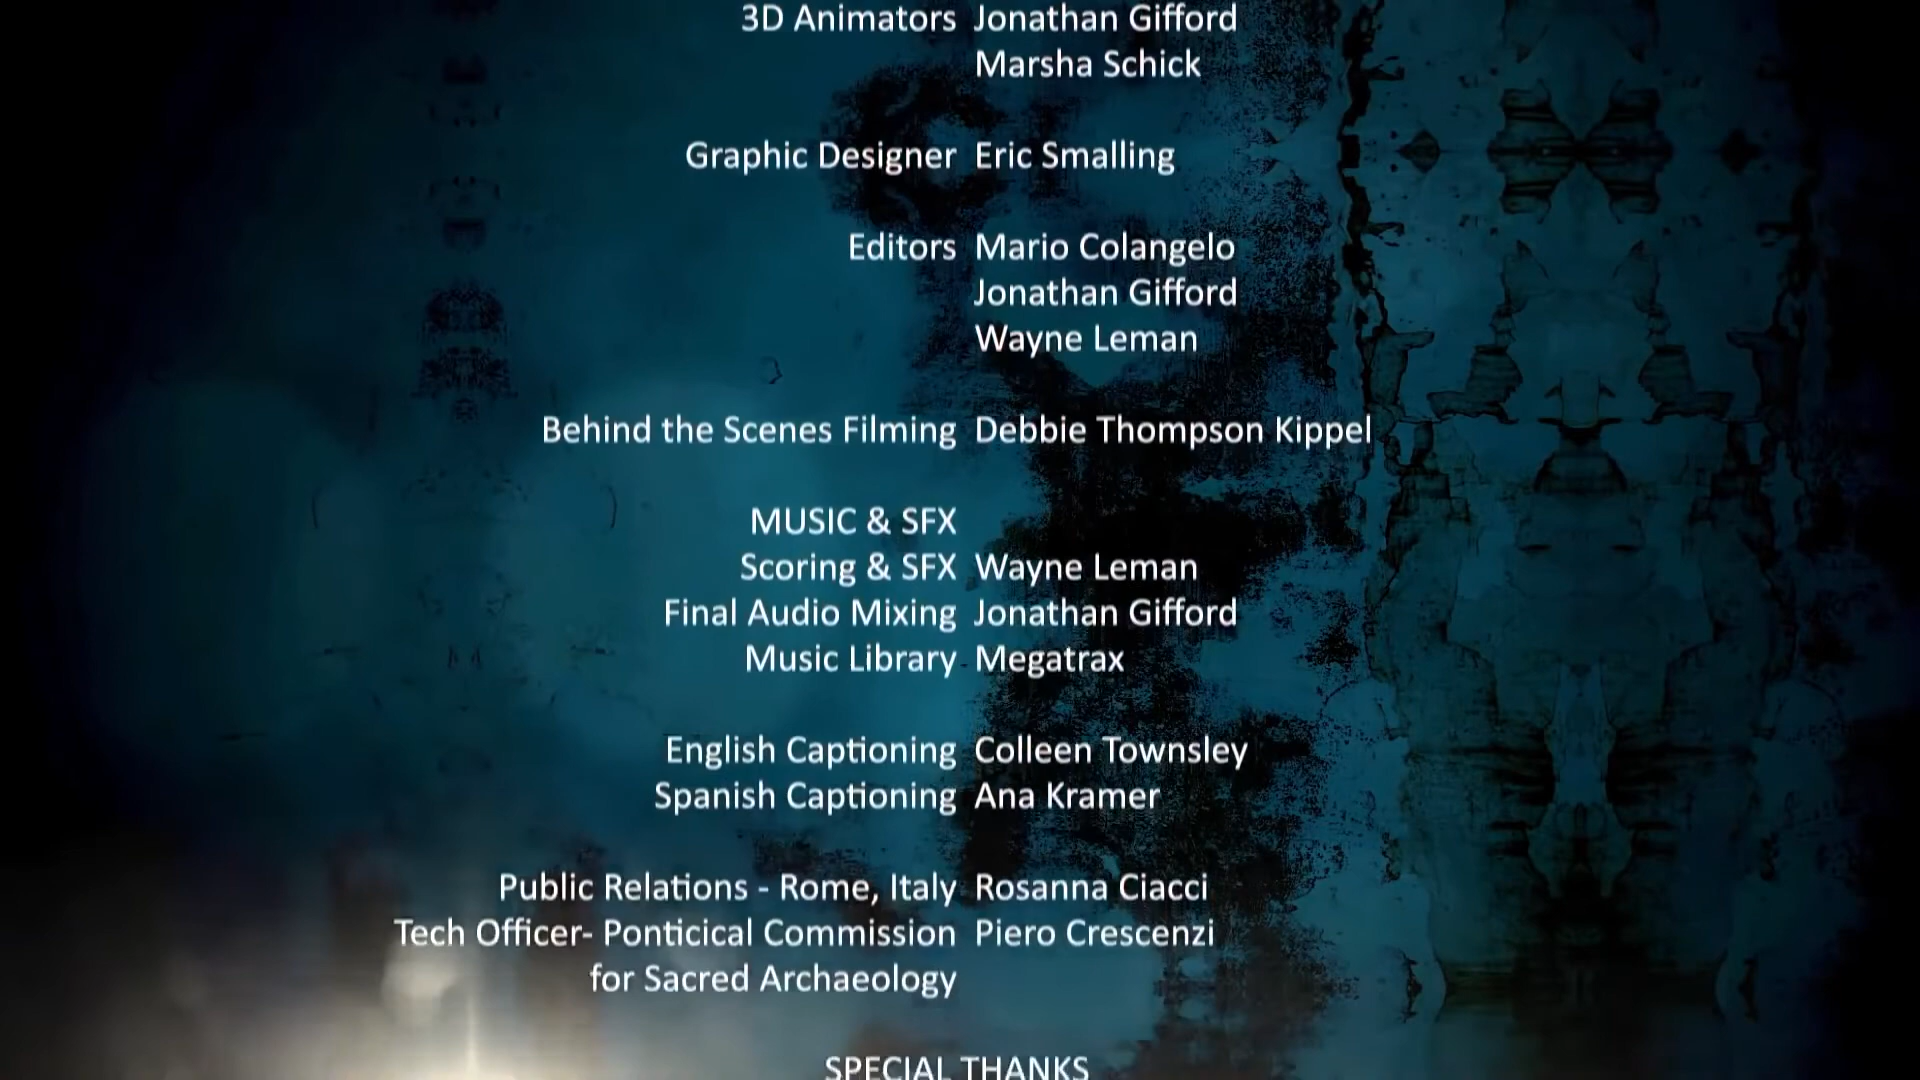 3D Animators Jonathan Gifford
Marsha Schick
Graphic Designer Eric Smalling
Editors Mario Colangelo
Jonathan Gifford
Wayne Leman
Behind the Scenes Filming Debbie Thompson Kippel
MUSIC & SFX
Scoring & SFX Wayne Leman
Final Audio Mixing Jonathan Gifford
Music Library Megatrax
English Captioning Colleen Townsley
Spanish Captioning Ana Kramer
Public Relations - Rome, Italy Rosanna Ciacci
Tech Officer- Ponticical Commission Piero Crescenzi
for Sacred Archaeology
SPECIAL THANKS